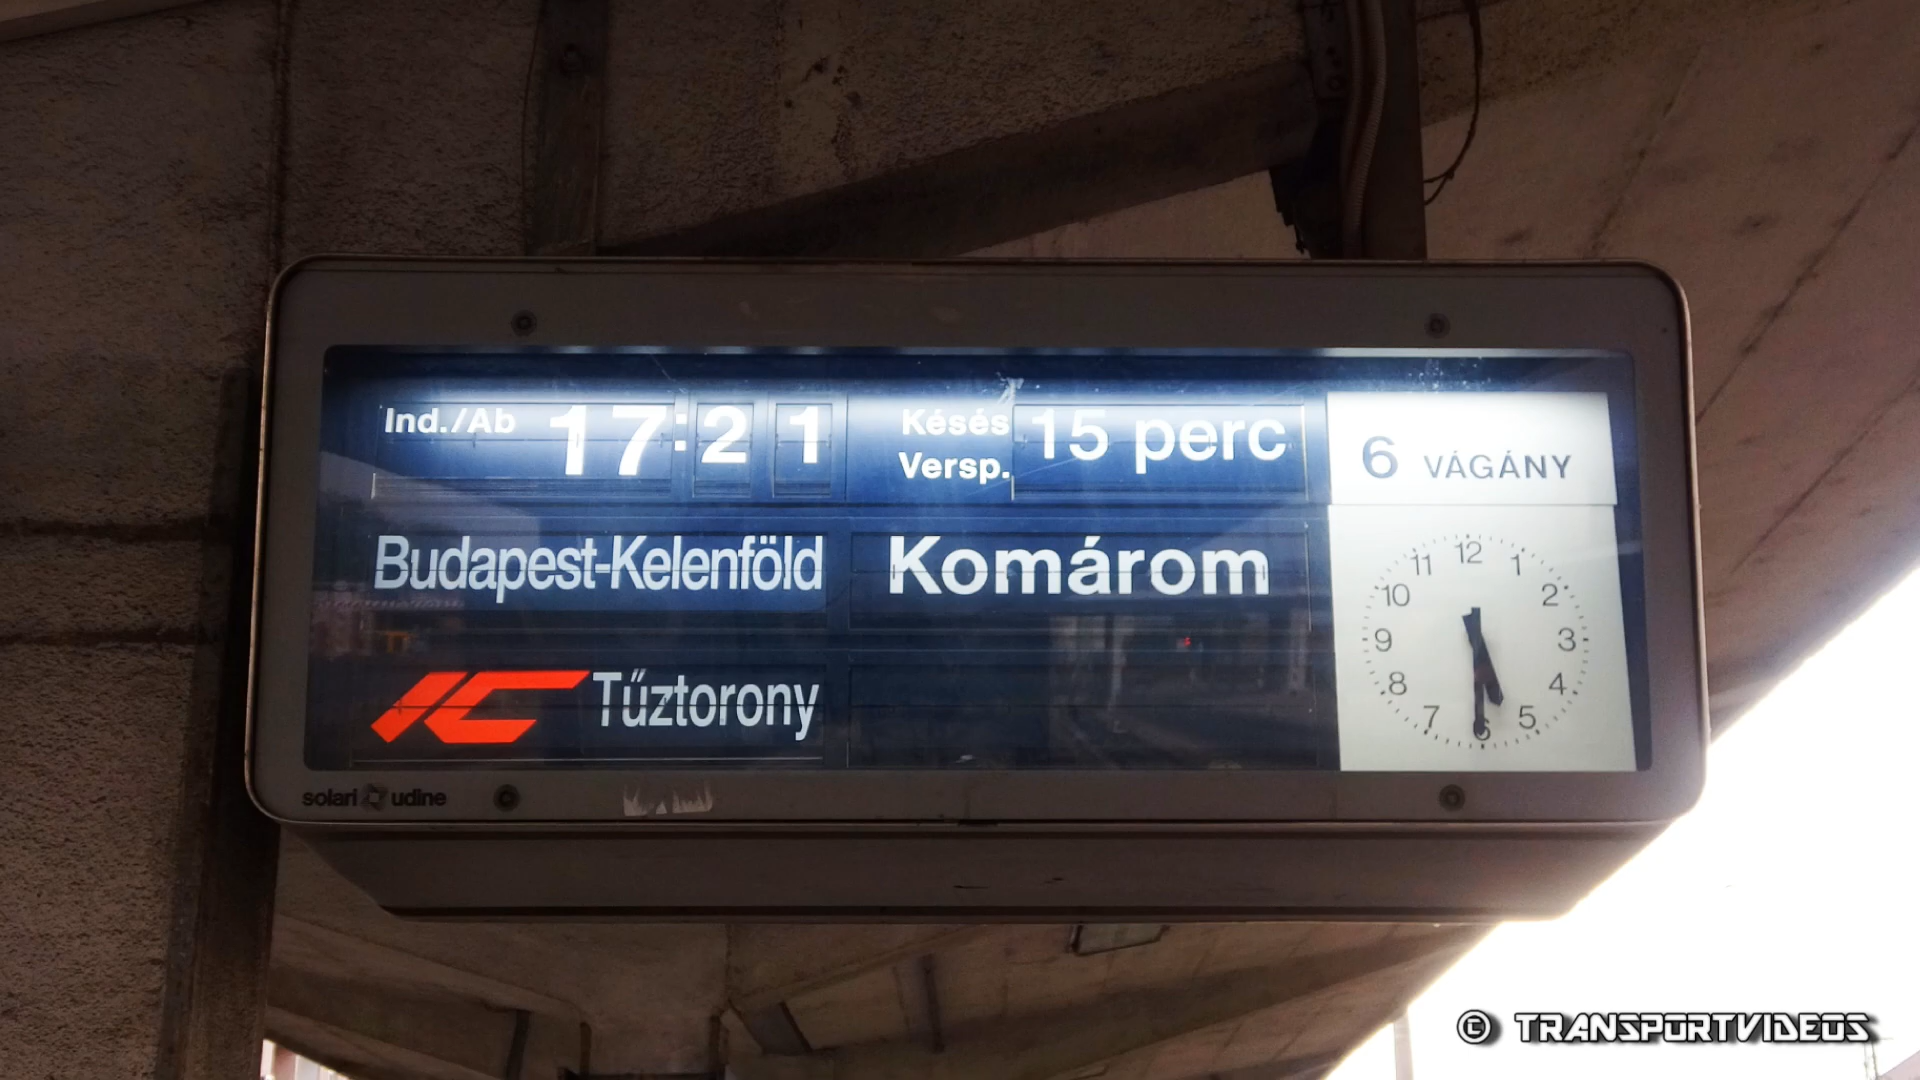 Ind./Ab 17:21 Késés 15 perc
Versp.
6 VÁGÁNY
Budapest-Kelenföld Komárom
IC Tűztorony
12
11 1
10 2
9 3
8 4
7 5
6
solari udine
© TRANSPORTVIDEOS